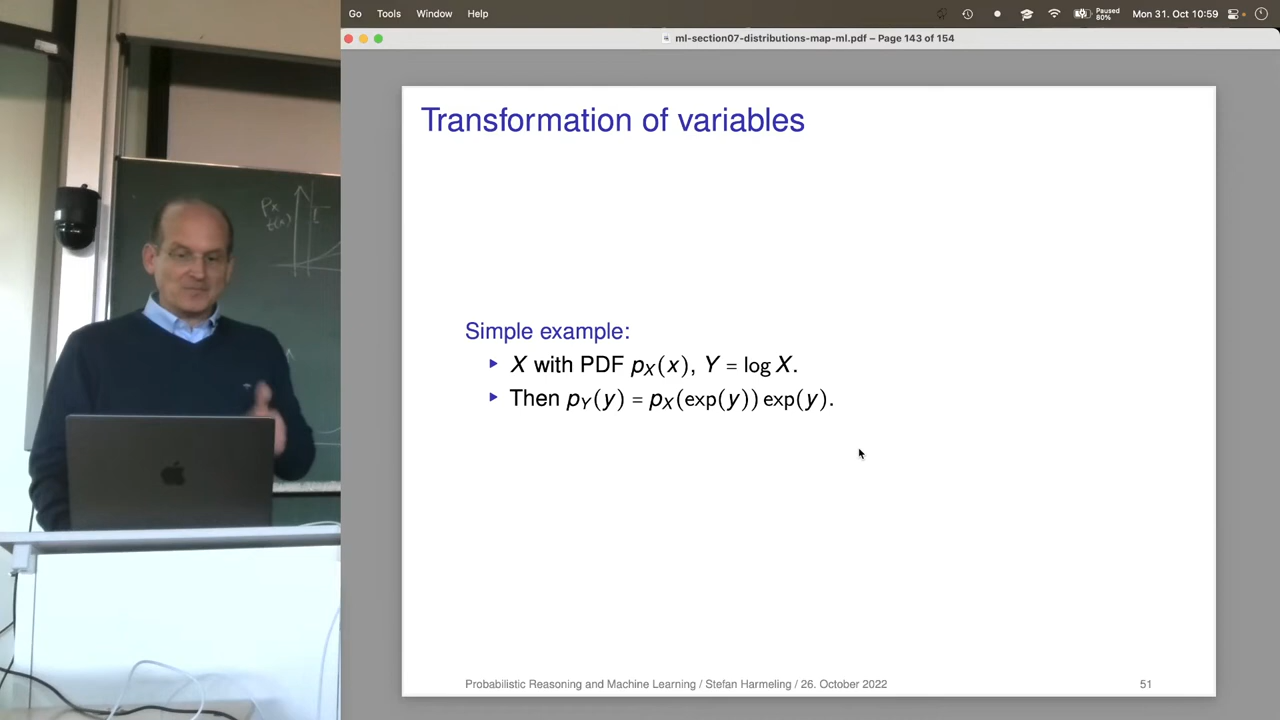 Go Tools Window Help
Paused
80%
Mon 31. Oct 10:59
ml-section07-distributions-map-ml.pdf – Page 143 of 154
Transformation of variables
Px
t(x)
Simple example:
▸ X with PDF p_X(x), Y = log X.
▸ Then p_Y(y) = p_X(exp(y)) exp(y).
Probabilistic Reasoning and Machine Learning / Stefan Harmeling / 26. October 2022
51